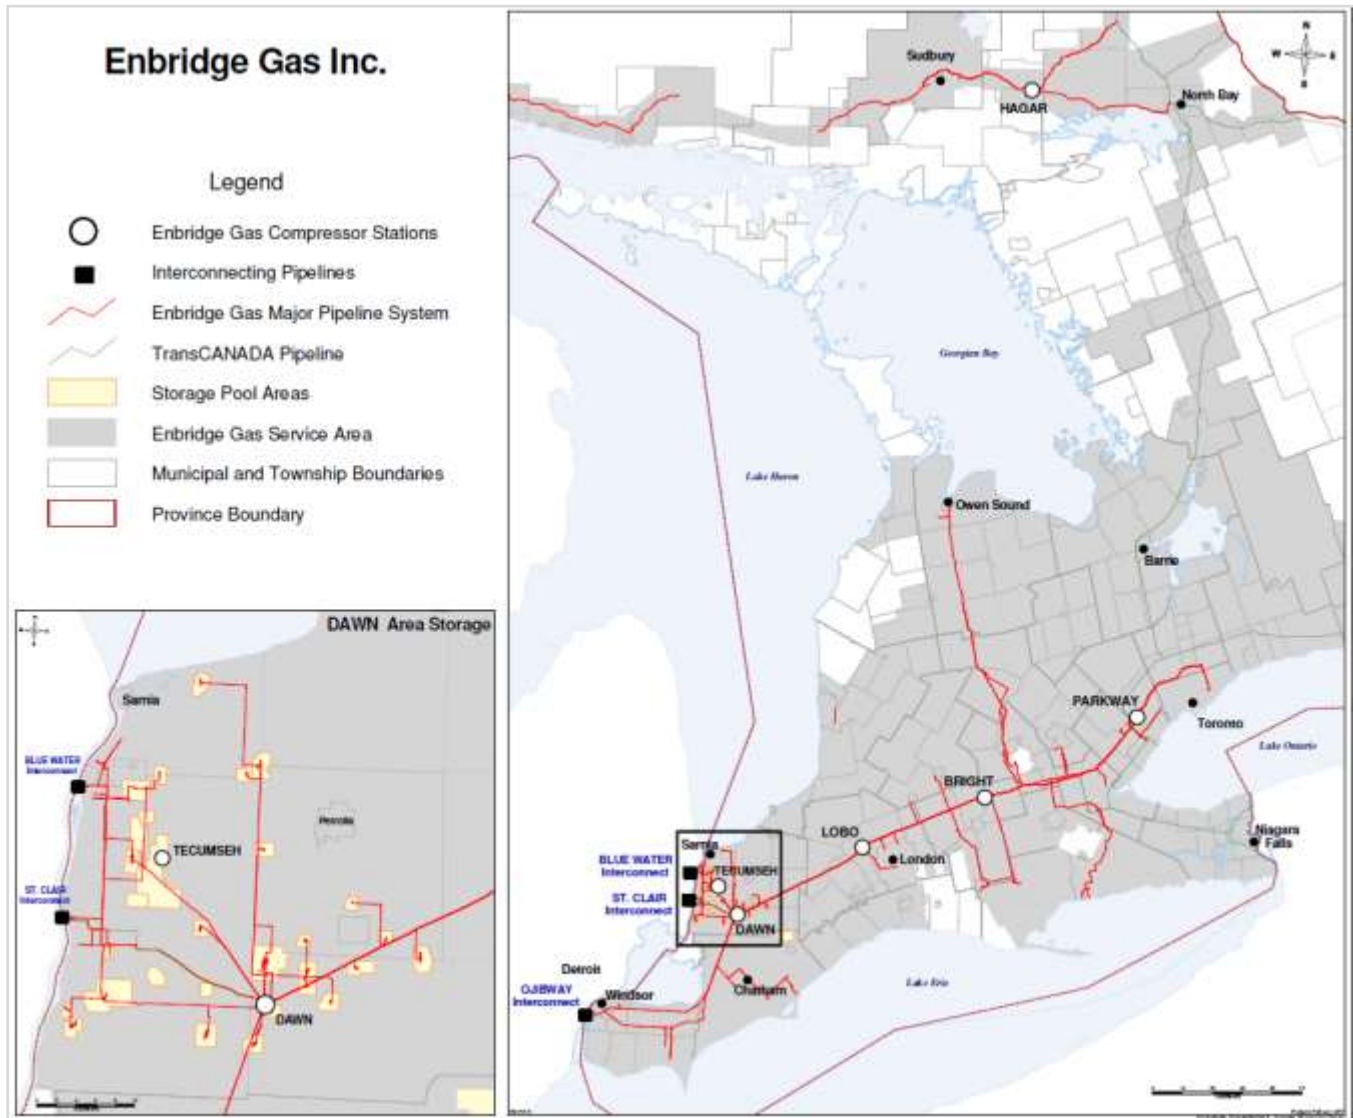 Enbridge Gas Inc.
Legend
Enbridge Gas Compressor Stations
Interconnecting Pipelines
Enbridge Gas Major Pipeline System
TransCANADA Pipeline
Storage Pool Areas
Enbridge Gas Service Area
Municipal and Township Boundaries
Province Boundary
DAWN Area Storage
Sarnia
BLUE WATER
Interconnect
TECUMSEH
Petrolia
ST. CLAIR
Interconnect
DAWN
N
W
E
S
Sudbury
HAGAR
North Bay
Georgian Bay
Lake Huron
Owen Sound
Barrie
PARKWAY
Toronto
Lake Ontario
BRIGHT
LOBO
London
Niagara
Falls
Sarnia
BLUE WATER
Interconnect
TECUMSEH
ST. CLAIR
Interconnect
DAWN
Detroit
OJIBWAY
Interconnect
Windsor
Chatham
Lake Erie